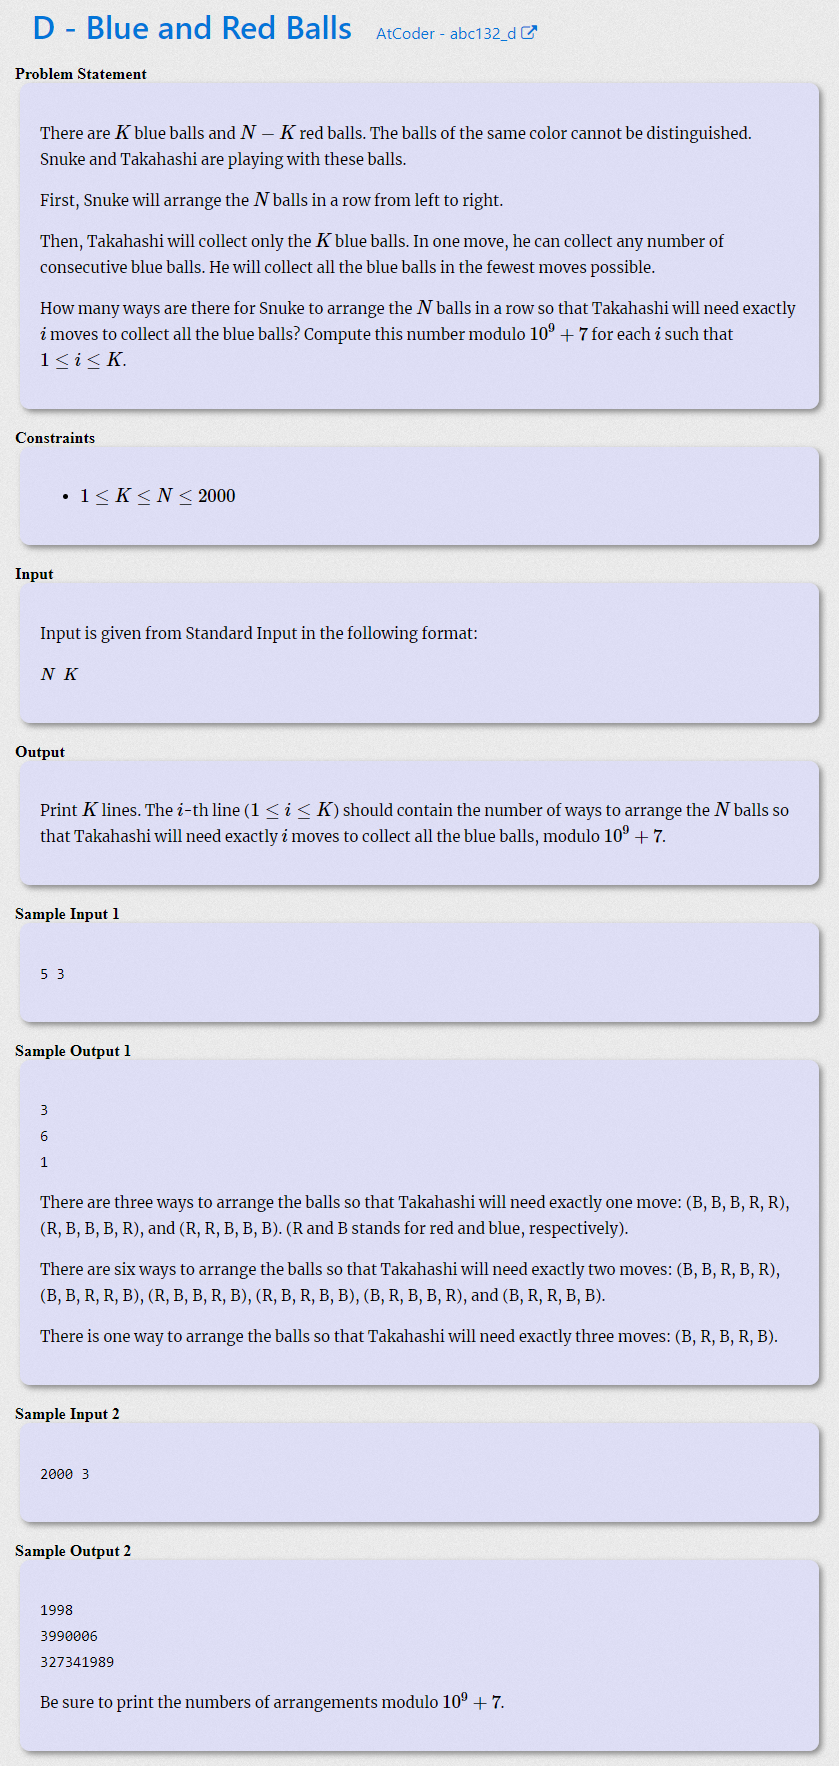 D - Blue and Red Balls AtCoder - abc132_d
Problem Statement
There are K blue balls and N − K red balls. The balls of the same color cannot be distinguished.
Snuke and Takahashi are playing with these balls.
First, Snuke will arrange the N balls in a row from left to right.
Then, Takahashi will collect only the K blue balls. In one move, he can collect any number of
consecutive blue balls. He will collect all the blue balls in the fewest moves possible.
How many ways are there for Snuke to arrange the N balls in a row so that Takahashi will need exactly
i moves to collect all the blue balls? Compute this number modulo 10⁹ + 7 for each i such that
1 ≤ i ≤ K.
Constraints
• 1 ≤ K ≤ N ≤ 2000
Input
Input is given from Standard Input in the following format:
N K
Output
Print K lines. The i-th line (1 ≤ i ≤ K) should contain the number of ways to arrange the N balls so
that Takahashi will need exactly i moves to collect all the blue balls, modulo 10⁹ + 7.
Sample Input 1
5 3
Sample Output 1
3
6
1
There are three ways to arrange the balls so that Takahashi will need exactly one move: (B, B, B, R, R),
(R, B, B, B, R), and (R, R, B, B, B). (R and B stands for red and blue, respectively).
There are six ways to arrange the balls so that Takahashi will need exactly two moves: (B, B, R, B, R),
(B, B, R, R, B), (R, B, B, R, B), (R, B, R, B, B), (B, R, B, B, R), and (B, R, R, B, B).
There is one way to arrange the balls so that Takahashi will need exactly three moves: (B, R, B, R, B).
Sample Input 2
2000 3
Sample Output 2
1998
3990006
327341989
Be sure to print the numbers of arrangements modulo 10⁹ + 7.